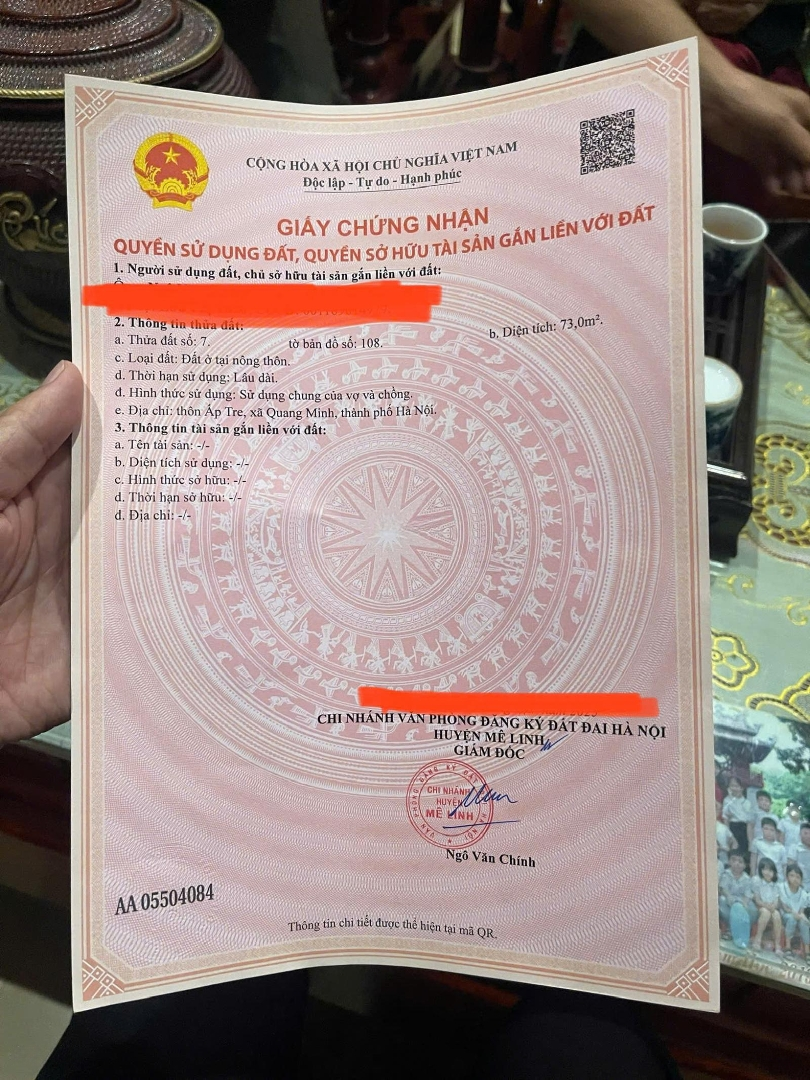 CỘNG HÒA XÃ HỘI CHỦ NGHĨA VIỆT NAM
Độc lập - Tự do - Hạnh phúc
GIẤY CHỨNG NHẬN
QUYỀN SỬ DỤNG ĐẤT, QUYỀN SỞ HỮU TÀI SẢN GẮN LIỀN VỚI ĐẤT
1. Người sử dụng đất, chủ sở hữu tài sản gắn liền với đất:
2. Thông tin thửa đất:
a. Thửa đất số: 7. tờ bản đồ số: 108. b. Diện tích: 73,0m².
c. Loại đất: Đất ở tại nông thôn.
d. Thời hạn sử dụng: Lâu dài.
đ. Hình thức sử dụng: Sử dụng chung của vợ và chồng.
e. Địa chỉ: thôn Ấp Tre, xã Quang Minh, thành phố Hà Nội.
3. Thông tin tài sản gắn liền với đất:
a. Tên tài sản: -/-
b. Diện tích sử dụng: -/-
c. Hình thức sở hữu: -/-
d. Thời hạn sở hữu: -/-
đ. Địa chỉ: -/-
CHI NHÁNH VĂN PHÒNG ĐĂNG KÝ ĐẤT ĐAI HÀ NỘI
HUYỆN MÊ LINH
GIÁM ĐỐC
CHI NHÁNH
HUYỆN
MÊ LINH
Ngô Văn Chính
AA 05504084
Thông tin chi tiết được thể hiện tại mã QR.